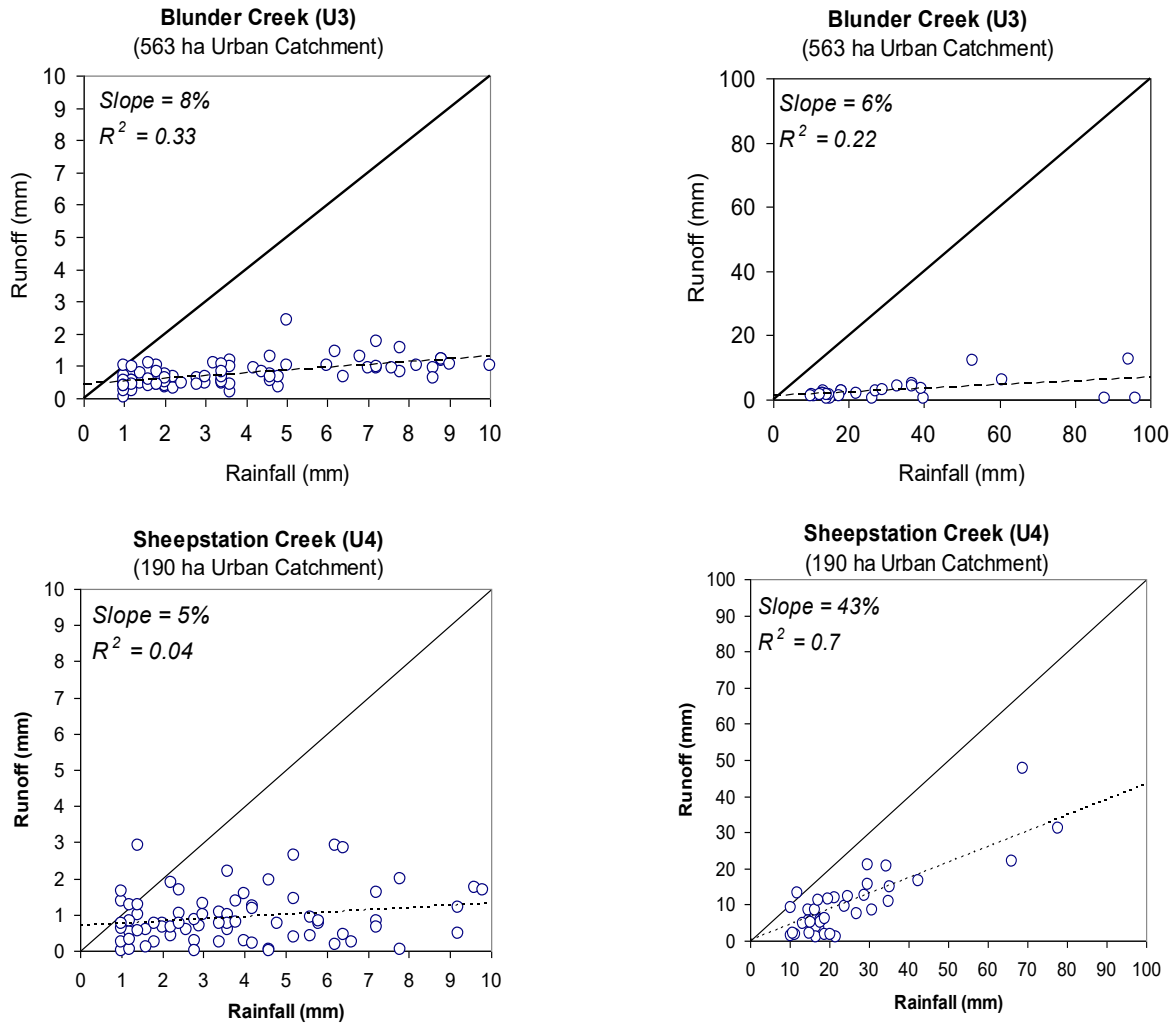 Blunder Creek (U3)
(563 ha Urban Catchment)
10
9
8
7
6
5
4
3
2
1
0
Slope = 8%
R² = 0.33
Runoff (mm)
0 1 2 3 4 5 6 7 8 9 10
Rainfall (mm)
Blunder Creek (U3)
(563 ha Urban Catchment)
100
80
60
40
20
0
Slope = 6%
R² = 0.22
Runoff (mm)
0 20 40 60 80 100
Rainfall (mm)
Sheepstation Creek (U4)
(190 ha Urban Catchment)
10
9
8
7
6
5
4
3
2
1
0
Slope = 5%
R² = 0.04
Runoff (mm)
0 1 2 3 4 5 6 7 8 9 10
Rainfall (mm)
Sheepstation Creek (U4)
(190 ha Urban Catchment)
100
90
80
70
60
50
40
30
20
10
0
Slope = 43%
R² = 0.7
Runoff (mm)
0 10 20 30 40 50 60 70 80 90 100
Rainfall (mm)